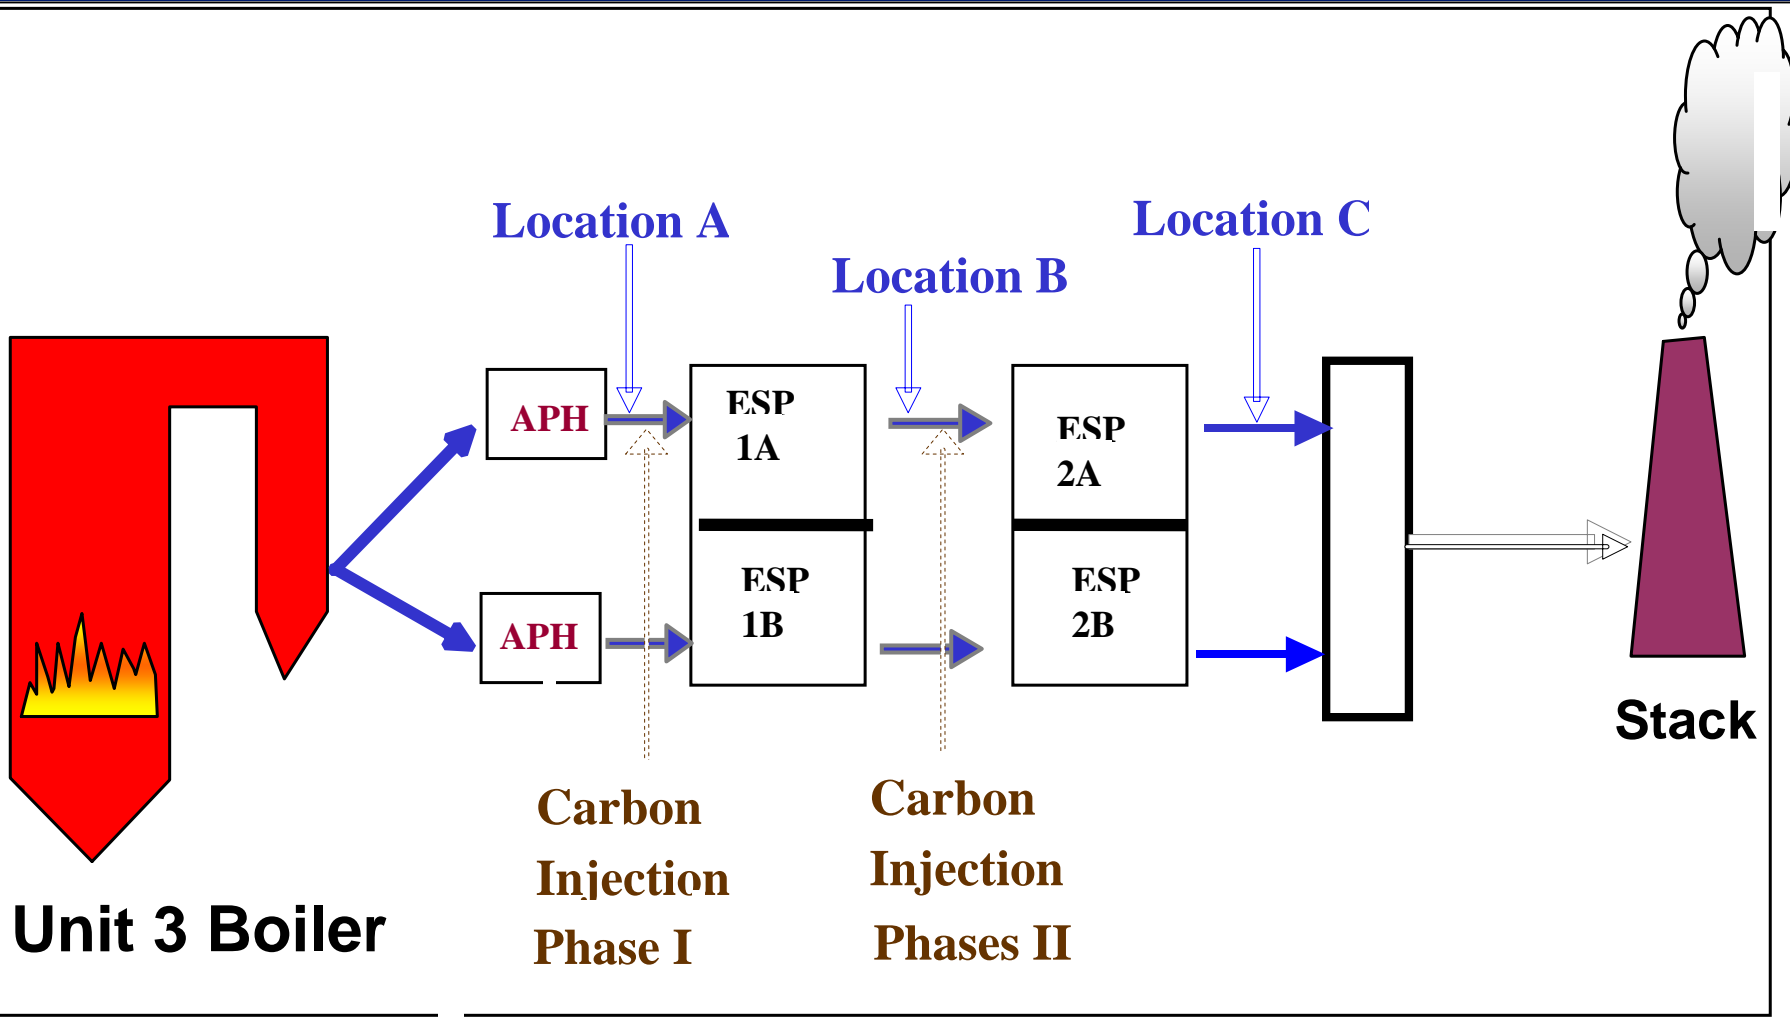 Location A
Location B
Location C
APH
ESP
1A
ESP
2A
APH
ESP
1B
ESP
2B
Carbon
Injection
Phase I
Carbon
Injection
Phases II
Unit 3 Boiler
Stack